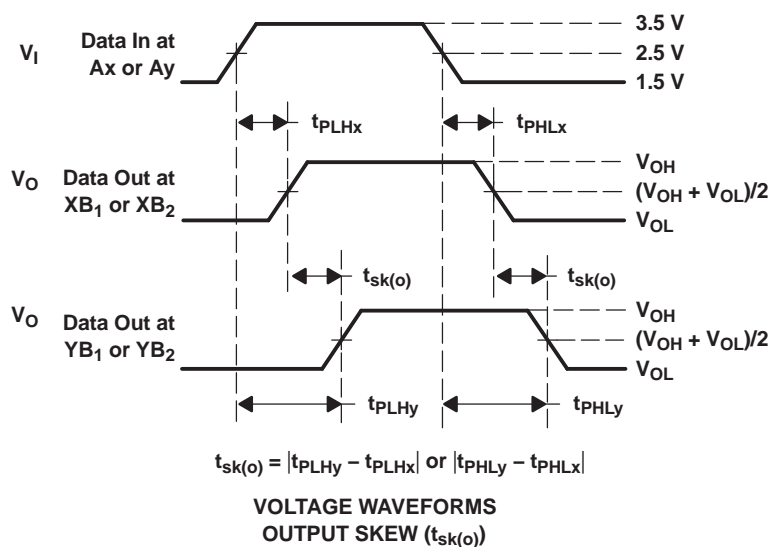 V_I
Data In at
Ax or Ay
3.5 V
2.5 V
1.5 V
t_PLHx
t_PHLx
V_O
Data Out at
XB_1 or XB_2
V_OH
(V_OH + V_OL)/2
V_OL
t_sk(o)
t_sk(o)
V_O
Data Out at
YB_1 or YB_2
V_OH
(V_OH + V_OL)/2
V_OL
t_PLHy
t_PHLy
t_sk(o) = |t_PLHy – t_PLHx| or |t_PHLy – t_PHLx|
VOLTAGE WAVEFORMS
OUTPUT SKEW (t_sk(o))